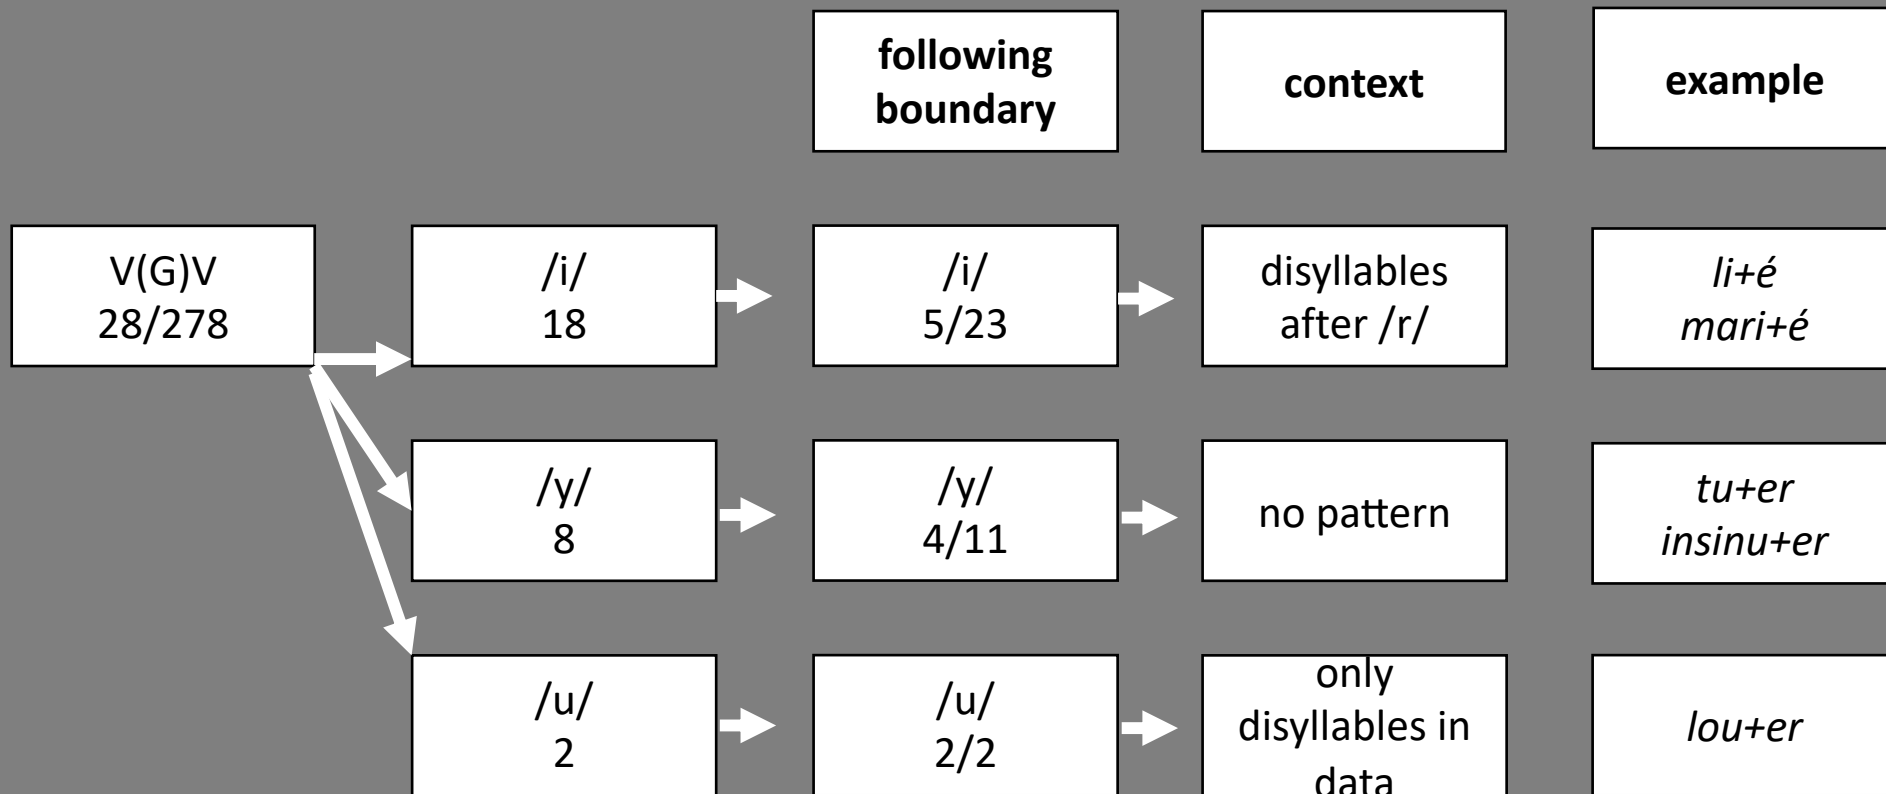 following
boundary
context
example
V(G)V
28/278
/i/
18
/i/
5/23
disyllables
after /r/
li+é
mari+é
/y/
8
/y/
4/11
no pattern
tu+er
insinu+er
/u/
2
/u/
2/2
only
disyllables in
data
lou+er